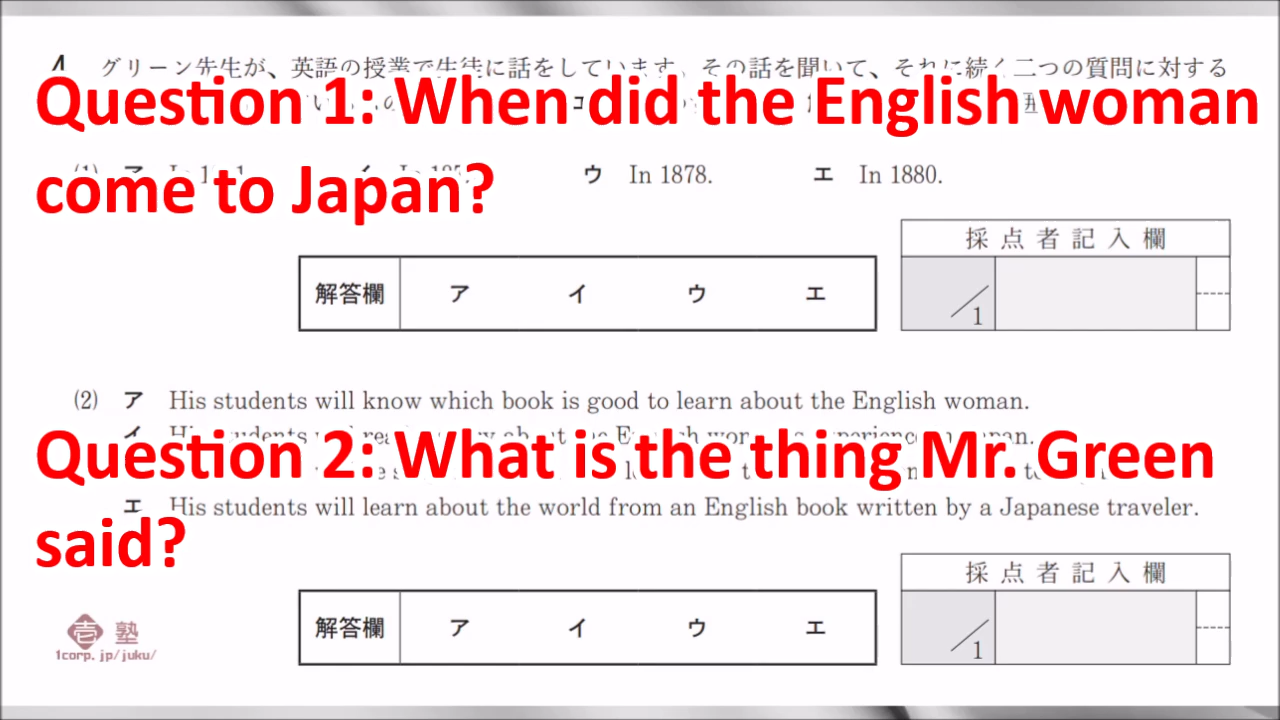 グリーン先生が、英語の授業で生徒に話をしています。その話を聞いて、それに続く二つの質問に対する
Question 1: When did the English woman
come to Japan?
ウ In 1878. エ In 1880.
採点者記入欄
解答欄 ア イ ウ エ
/1
(2) ア His students will know which book is good to learn about the English woman.
Question 2: What is the thing Mr. Green
エ His students will learn about the world from an English book written by a Japanese traveler.
said?
採点者記入欄
解答欄 ア イ ウ エ
/1
壱塾
1corp.jp/juku/